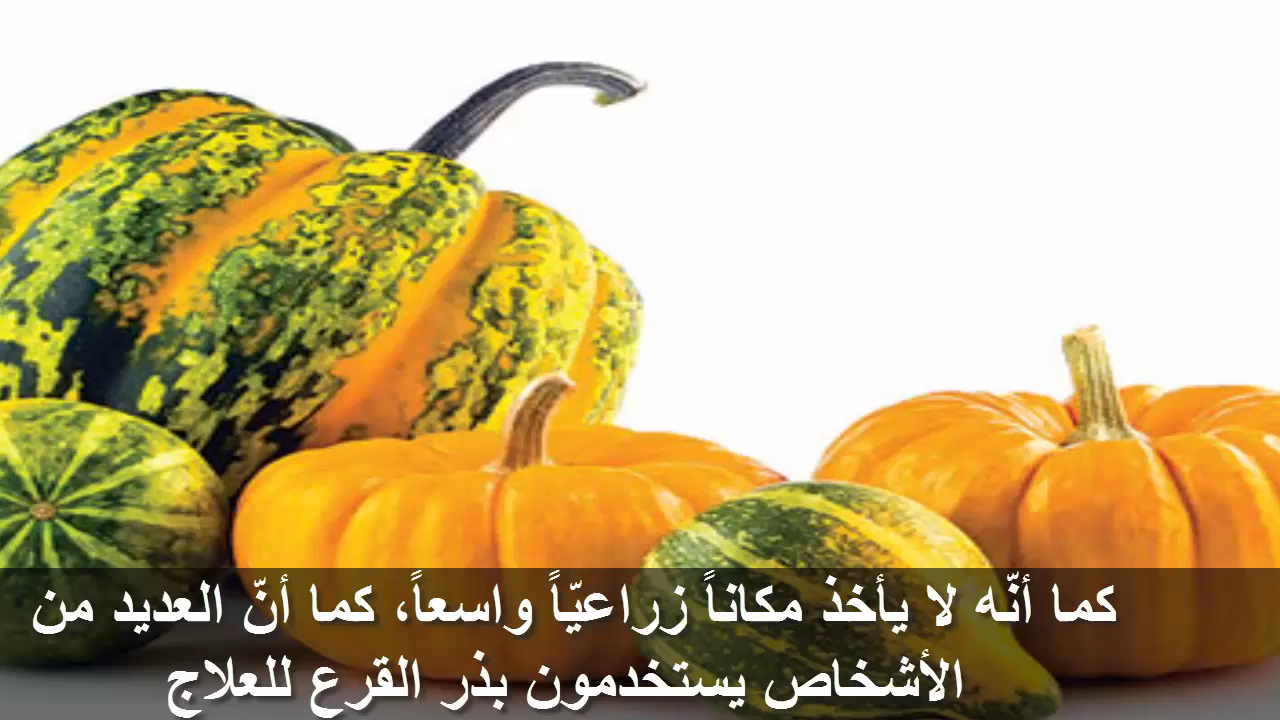 كما أنّه لا يأخذ مكاناً زراعيّاً واسعاً، كما أنّ العديد من
الأشخاص يستخدمون بذر القرع للعلاج